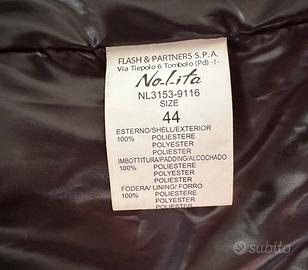 FLASH & PARTNERS S.P.A.
Via Tiepolo 6 Tombolo (Pd) -I-
No-l-ita
NL3153-9116
SIZE
44
ESTERNO/SHELL/EXTERIOR
100% POLIESTERE
POLYESTER
POLIESTER
IMBOTTITURA/PADDING/ALCOCHADO
100% POLIESTERE
POLYESTER
POLIESTER
FODERA/LINING/FORRO
100% POLIESTERE
POLYESTER
POLIESTER
subito